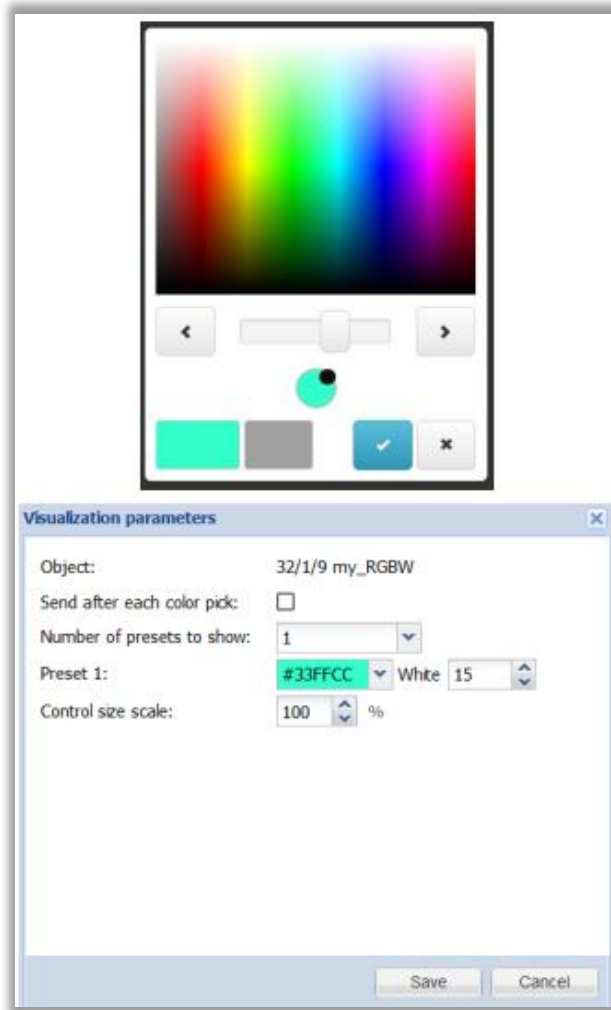 Visualization parameters
Object: 32/1/9 my_RGBW
Send after each color pick:
Number of presets to show: 1
Preset 1: #33FFCC White 15
Control size scale: 100 %
Save Cancel